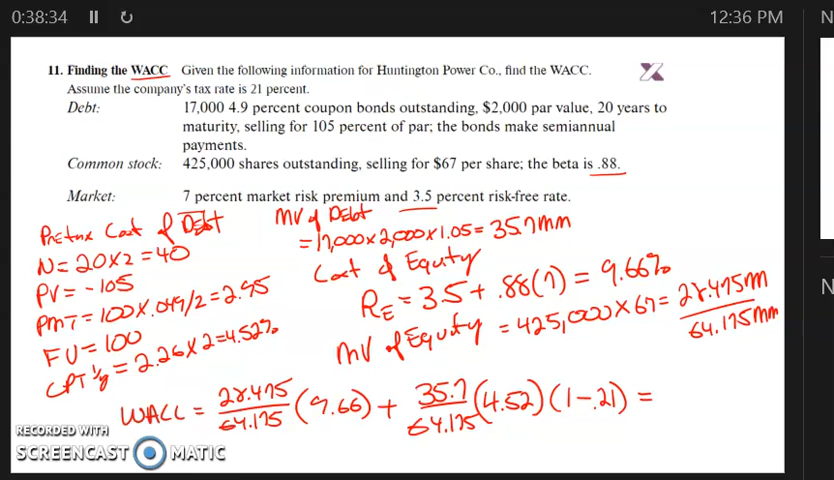 0:38:34
12:36 PM
11. Finding the WACC Given the following information for Huntington Power Co., find the WACC.
Assume the company's tax rate is 21 percent.
Debt: 17,000 4.9 percent coupon bonds outstanding, $2,000 par value, 20 years to
maturity, selling for 105 percent of par; the bonds make semiannual
payments.
Common stock: 425,000 shares outstanding, selling for $67 per share; the beta is .88.
Market: 7 percent market risk premium and 3.5 percent risk-free rate.
Pretax Cost of Debt
N = 20 x 2 = 40
PV = -105
PMT = 100 x .049/2 = 2.45
FV = 100
CPT 1/y = 2.26 x 2 = 4.52%
MV of Debt
= 17,000 x 2,000 x 1.05 = 35.7mm
Cost of Equity
RE = 3.5 + .88(7) = 9.66%
MV of Equity = 425,000 x 67 = 28.475m
64.175mm
WACC = 28.475/64.175 (9.66) + 35.7/64.175 (4.52) (1-.21) =
RECORDED WITH
SCREENCAST MATIC
N
N